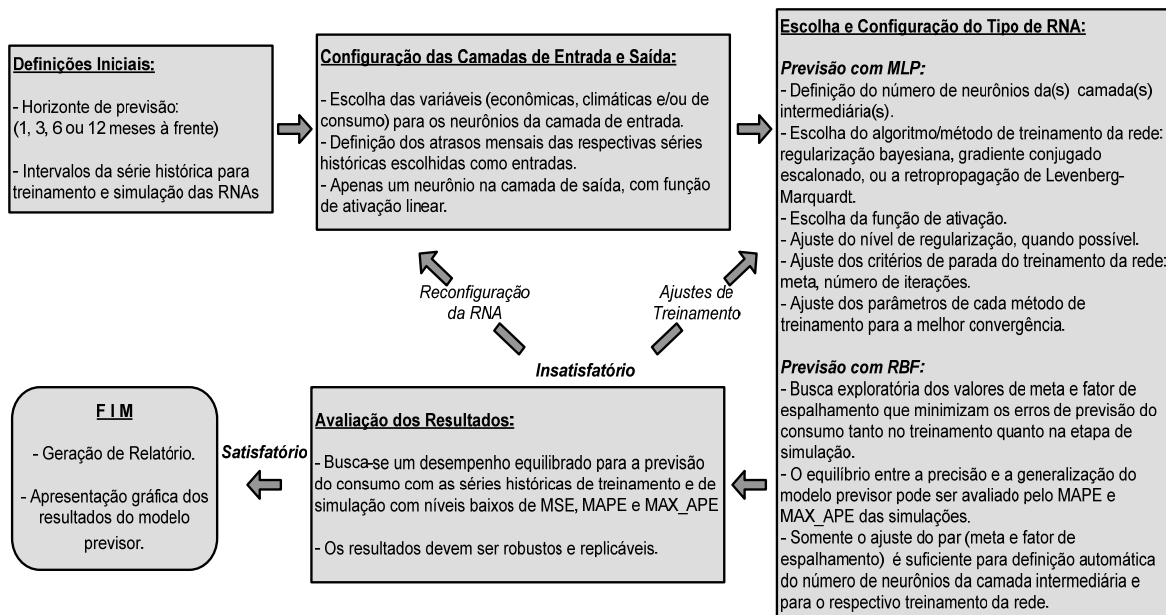 Definições Iniciais:
- Horizonte de previsão:
(1, 3, 6 ou 12 meses à frente)
- Intervalos da série histórica para
treinamento e simulação das RNAs
Configuração das Camadas de Entrada e Saída:
- Escolha das variáveis (econômicas, climáticas e/ou de
consumo) para os neurônios da camada de entrada.
- Definição dos atrasos mensais das respectivas séries
históricas escolhidas como entradas.
- Apenas um neurônio na camada de saída, com função
de ativação linear.
Escolha e Configuração do Tipo de RNA:
Previsão com MLP:
- Definição do número de neurônios da(s) camada(s)
intermediária(s).
- Escolha do algoritmo/método de treinamento da rede:
regularização bayesiana, gradiente conjugado
escalonado, ou a retropropagação de Levenberg-
Marquardt.
- Escolha da função de ativação.
- Ajuste do nível de regularização, quando possível.
- Ajuste dos critérios de parada do treinamento da rede:
meta, número de iterações.
- Ajuste dos parâmetros de cada método de
treinamento para a melhor convergência.
Previsão com RBF:
- Busca exploratória dos valores de meta e fator de
espalhamento que minimizam os erros de previsão do
consumo tanto no treinamento quanto na etapa de
simulação.
- O equilíbrio entre a precisão e a generalização do
modelo previsor pode ser avaliado pelo MAPE e
MAX_APE das simulações.
- Somente o ajuste do par (meta e fator de
espalhamento) é suficiente para definição automática
do número de neurônios da camada intermediária e
para o respectivo treinamento da rede.
Reconfiguração
da RNA
Ajustes de
Treinamento
Insatisfatório
Avaliação dos Resultados:
- Busca-se um desempenho equilibrado para a previsão
do consumo com as séries históricas de treinamento e de
simulação com níveis baixos de MSE, MAPE e MAX_APE
- Os resultados devem ser robustos e replicáveis.
Satisfatório
F I M
- Geração de Relatório.
- Apresentação gráfica dos
resultados do modelo
previsor.